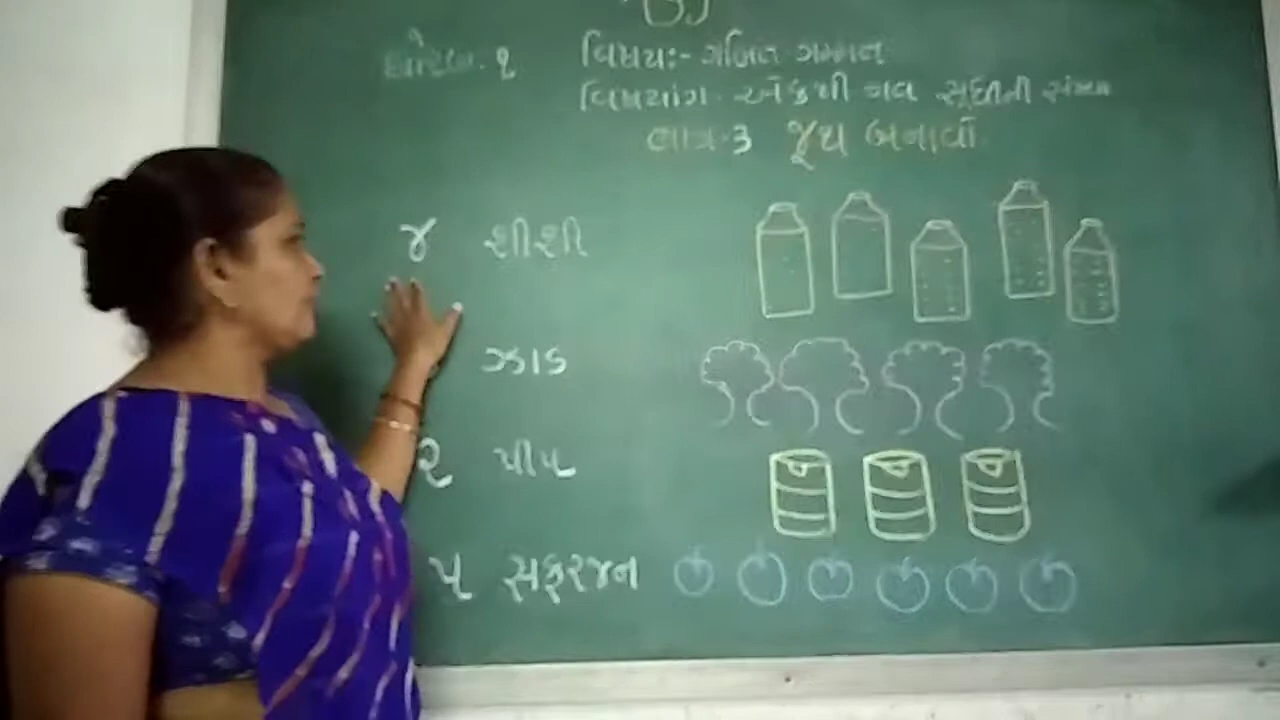 ધોરણ-૧ વિષય:- ગણિત ગમ્મત
વિષયાંગ- એકથી નવ સુધીની સંખ્યા
ભાગ-૩ જૂથ બનાવો
૪ શીશી
ઝાડ
૨ પીપ
૫ સફરજન